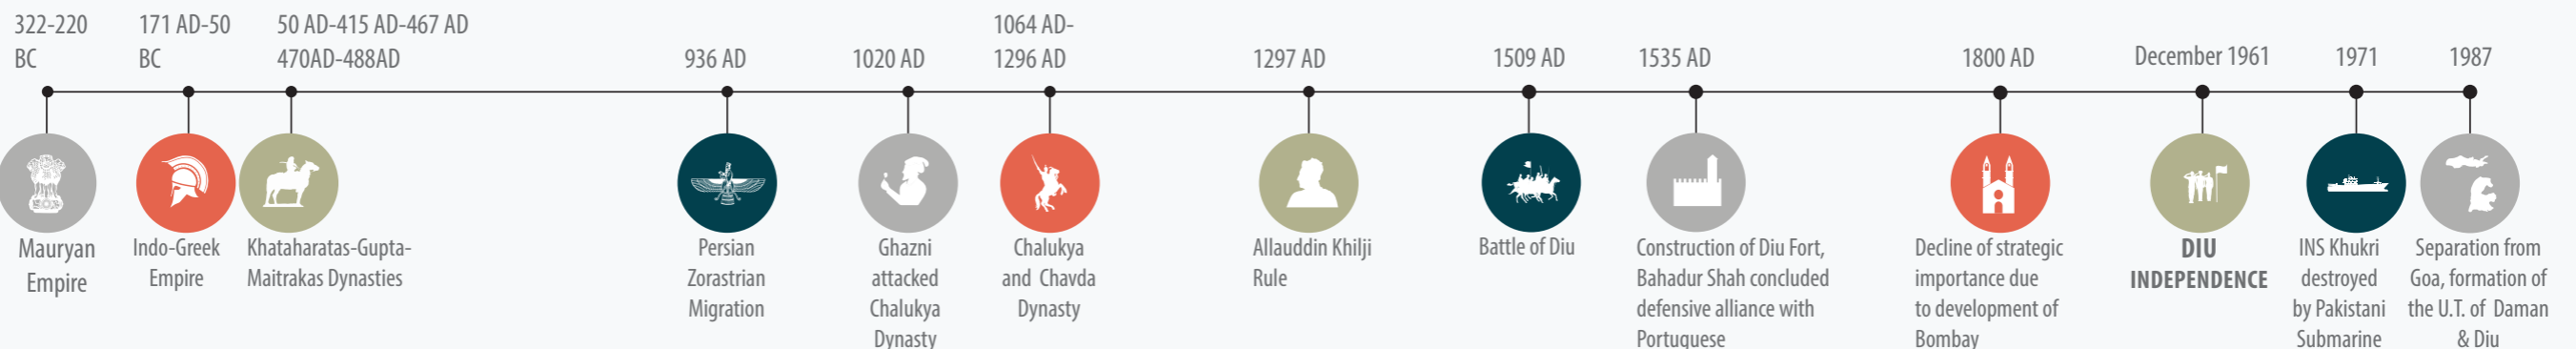 322-220
BC
Mauryan
Empire
171 AD-50
BC
Indo-Greek
Empire
50 AD-415 AD-467 AD
470AD-488AD
Khataharatas-Gupta-
Maitrakas Dynasties
936 AD
Persian
Zorastrian
Migration
1020 AD
Ghazni
attacked
Chalukya
Dynasty
1064 AD-
1296 AD
Chalukya
and Chavda
Dynasty
1297 AD
Allauddin Khilji
Rule
1509 AD
Battle of Diu
1535 AD
Construction of Diu Fort,
Bahadur Shah concluded
defensive alliance with
Portuguese
1800 AD
Decline of strategic
importance due
to development of
Bombay
December 1961
DIU
INDEPENDENCE
1971
INS Khukri
destroyed
by Pakistani
Submarine
1987
Separation from
Goa, formation of
the U.T. of Daman
& Diu